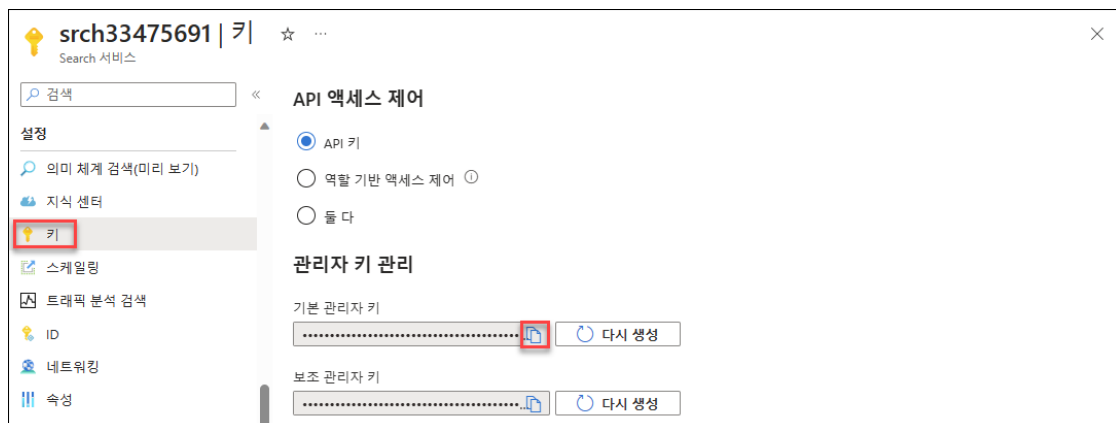 srch33475691 | 키
Search 서비스
검색
설정
의미 체계 검색(미리 보기)
지식 센터
키
스케일링
트래픽 분석 검색
ID
네트워킹
속성
API 액세스 제어
API 키
역할 기반 액세스 제어
둘 다
관리자 키 관리
기본 관리자 키
다시 생성
보조 관리자 키
다시 생성